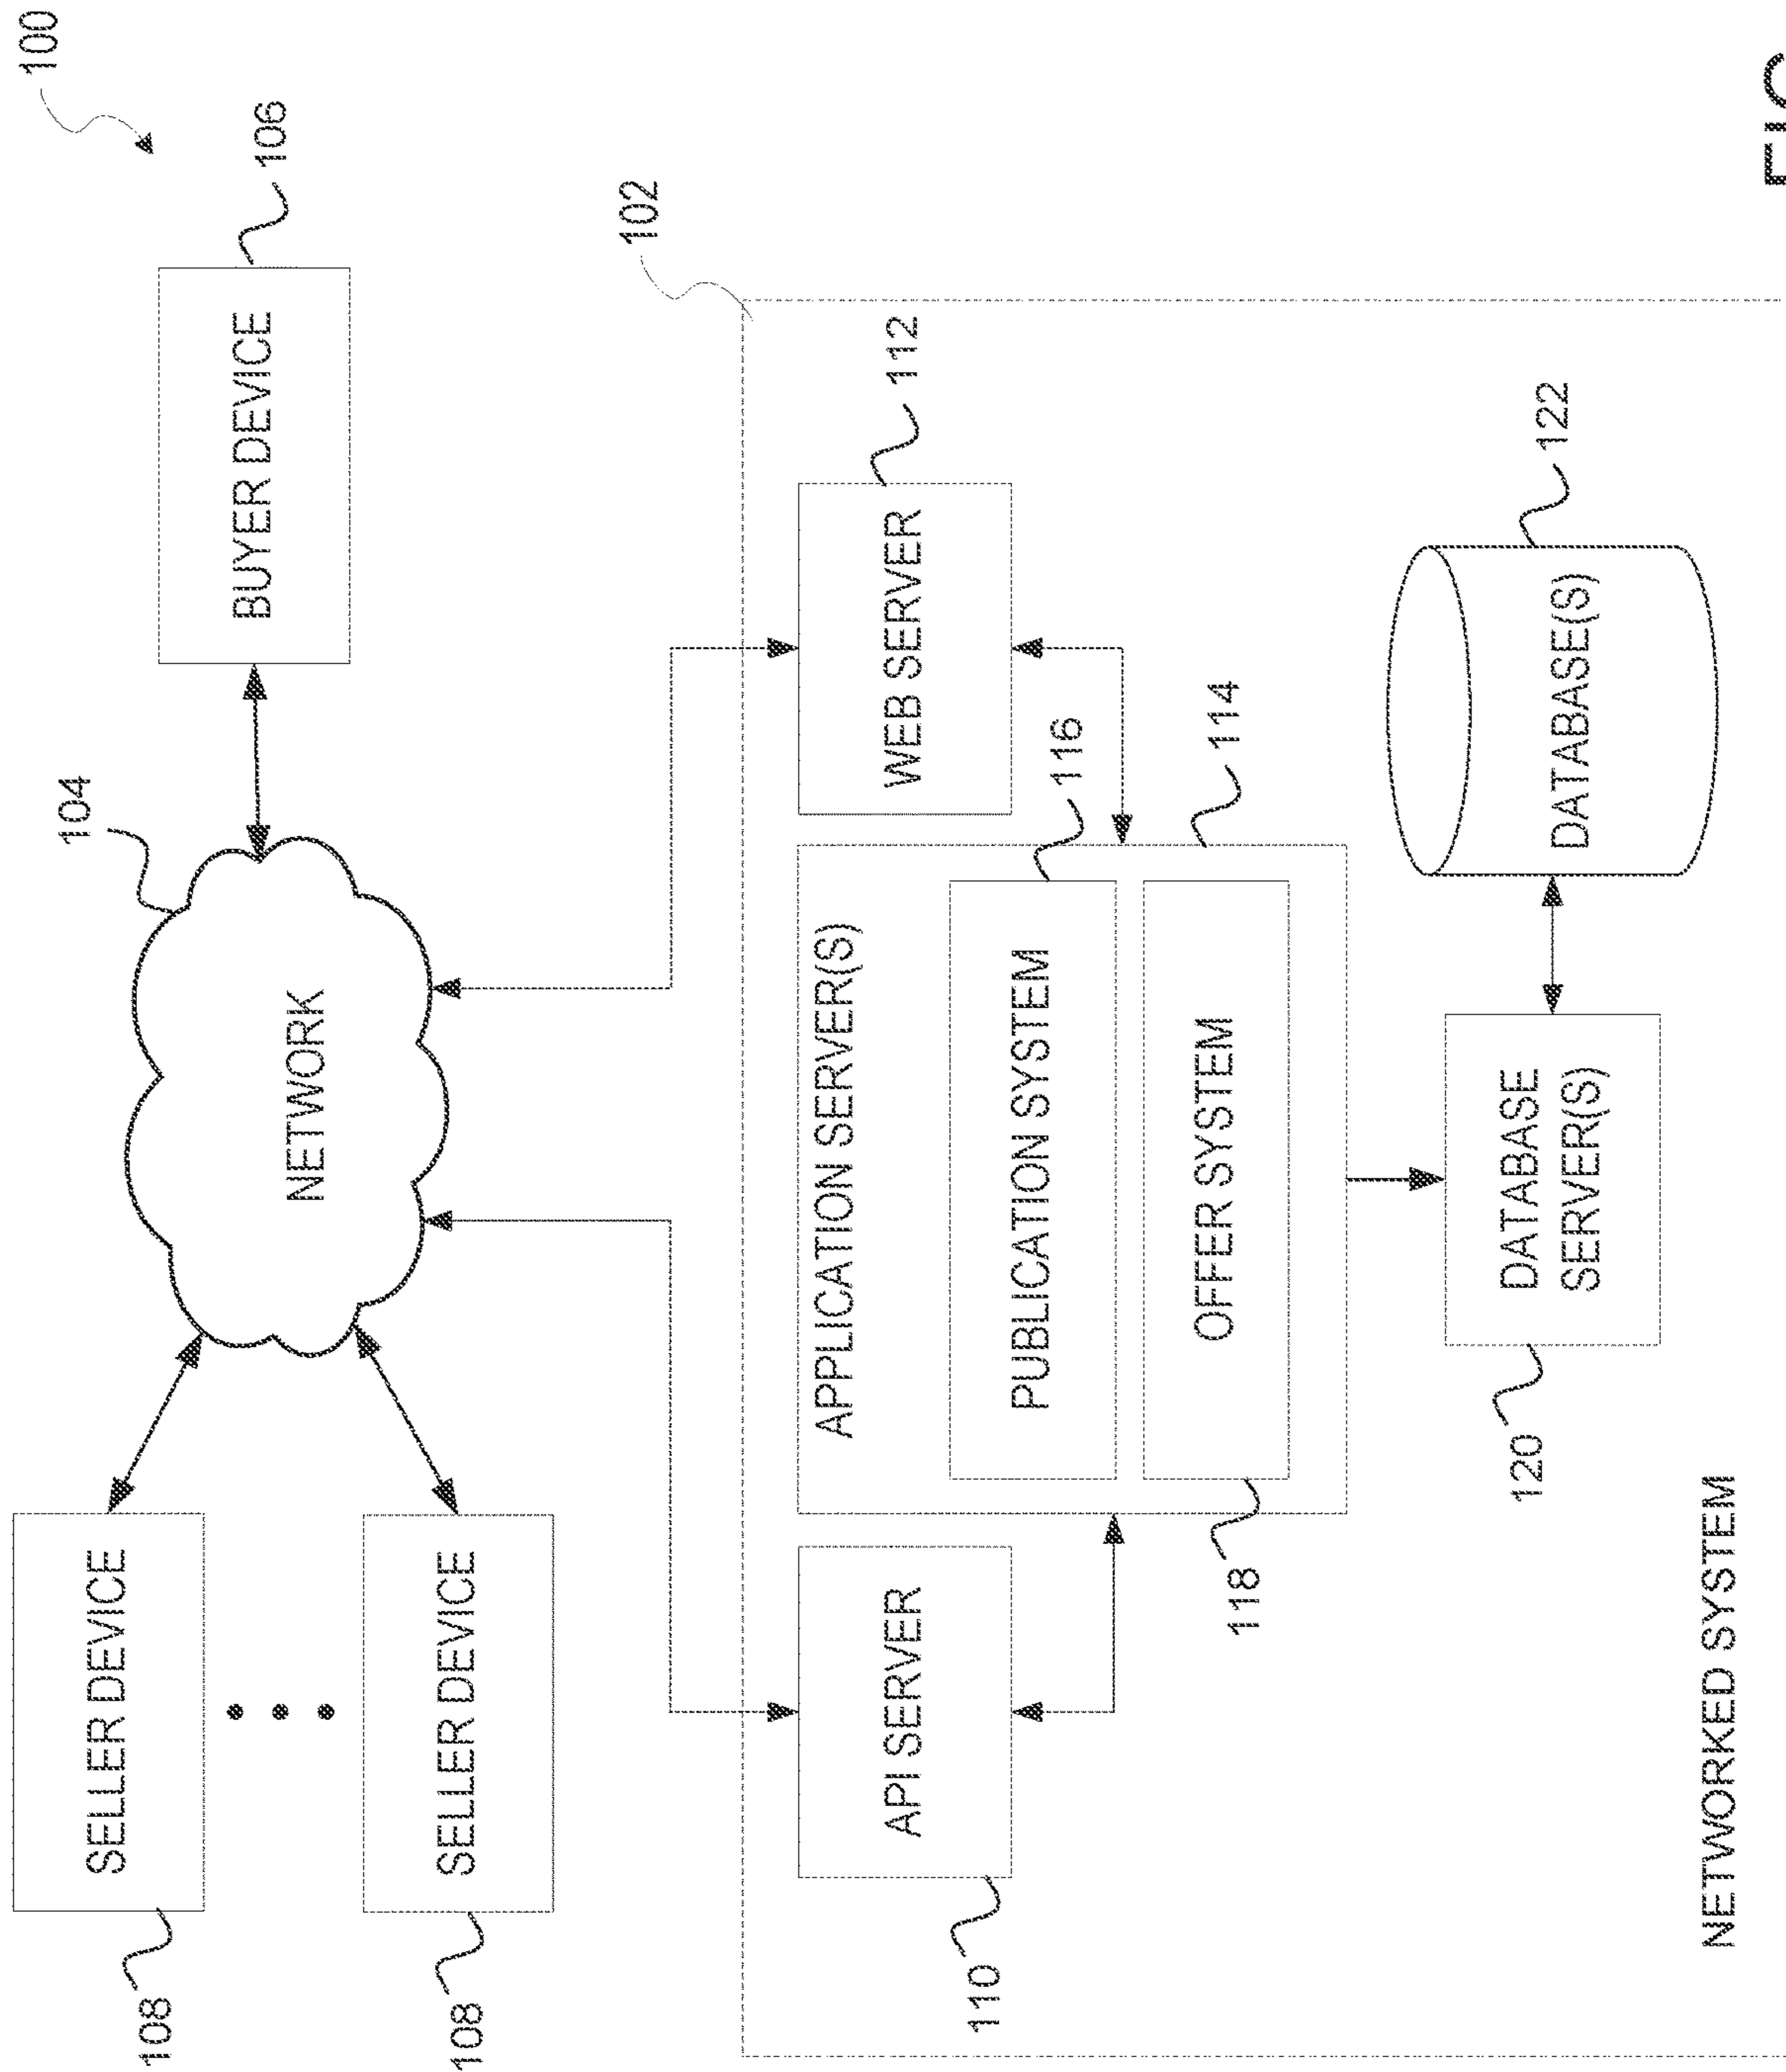 100
SELLER DEVICE
108
SELLER DEVICE
108
104
NETWORK
BUYER DEVICE
106
102
API SERVER
110
APPLICATION SERVER(S)
PUBLICATION SYSTEM
116
OFFER SYSTEM
118
114
WEB SERVER
112
DATABASE
SERVER(S)
120
DATABASE(S)
122
NETWORKED SYSTEM